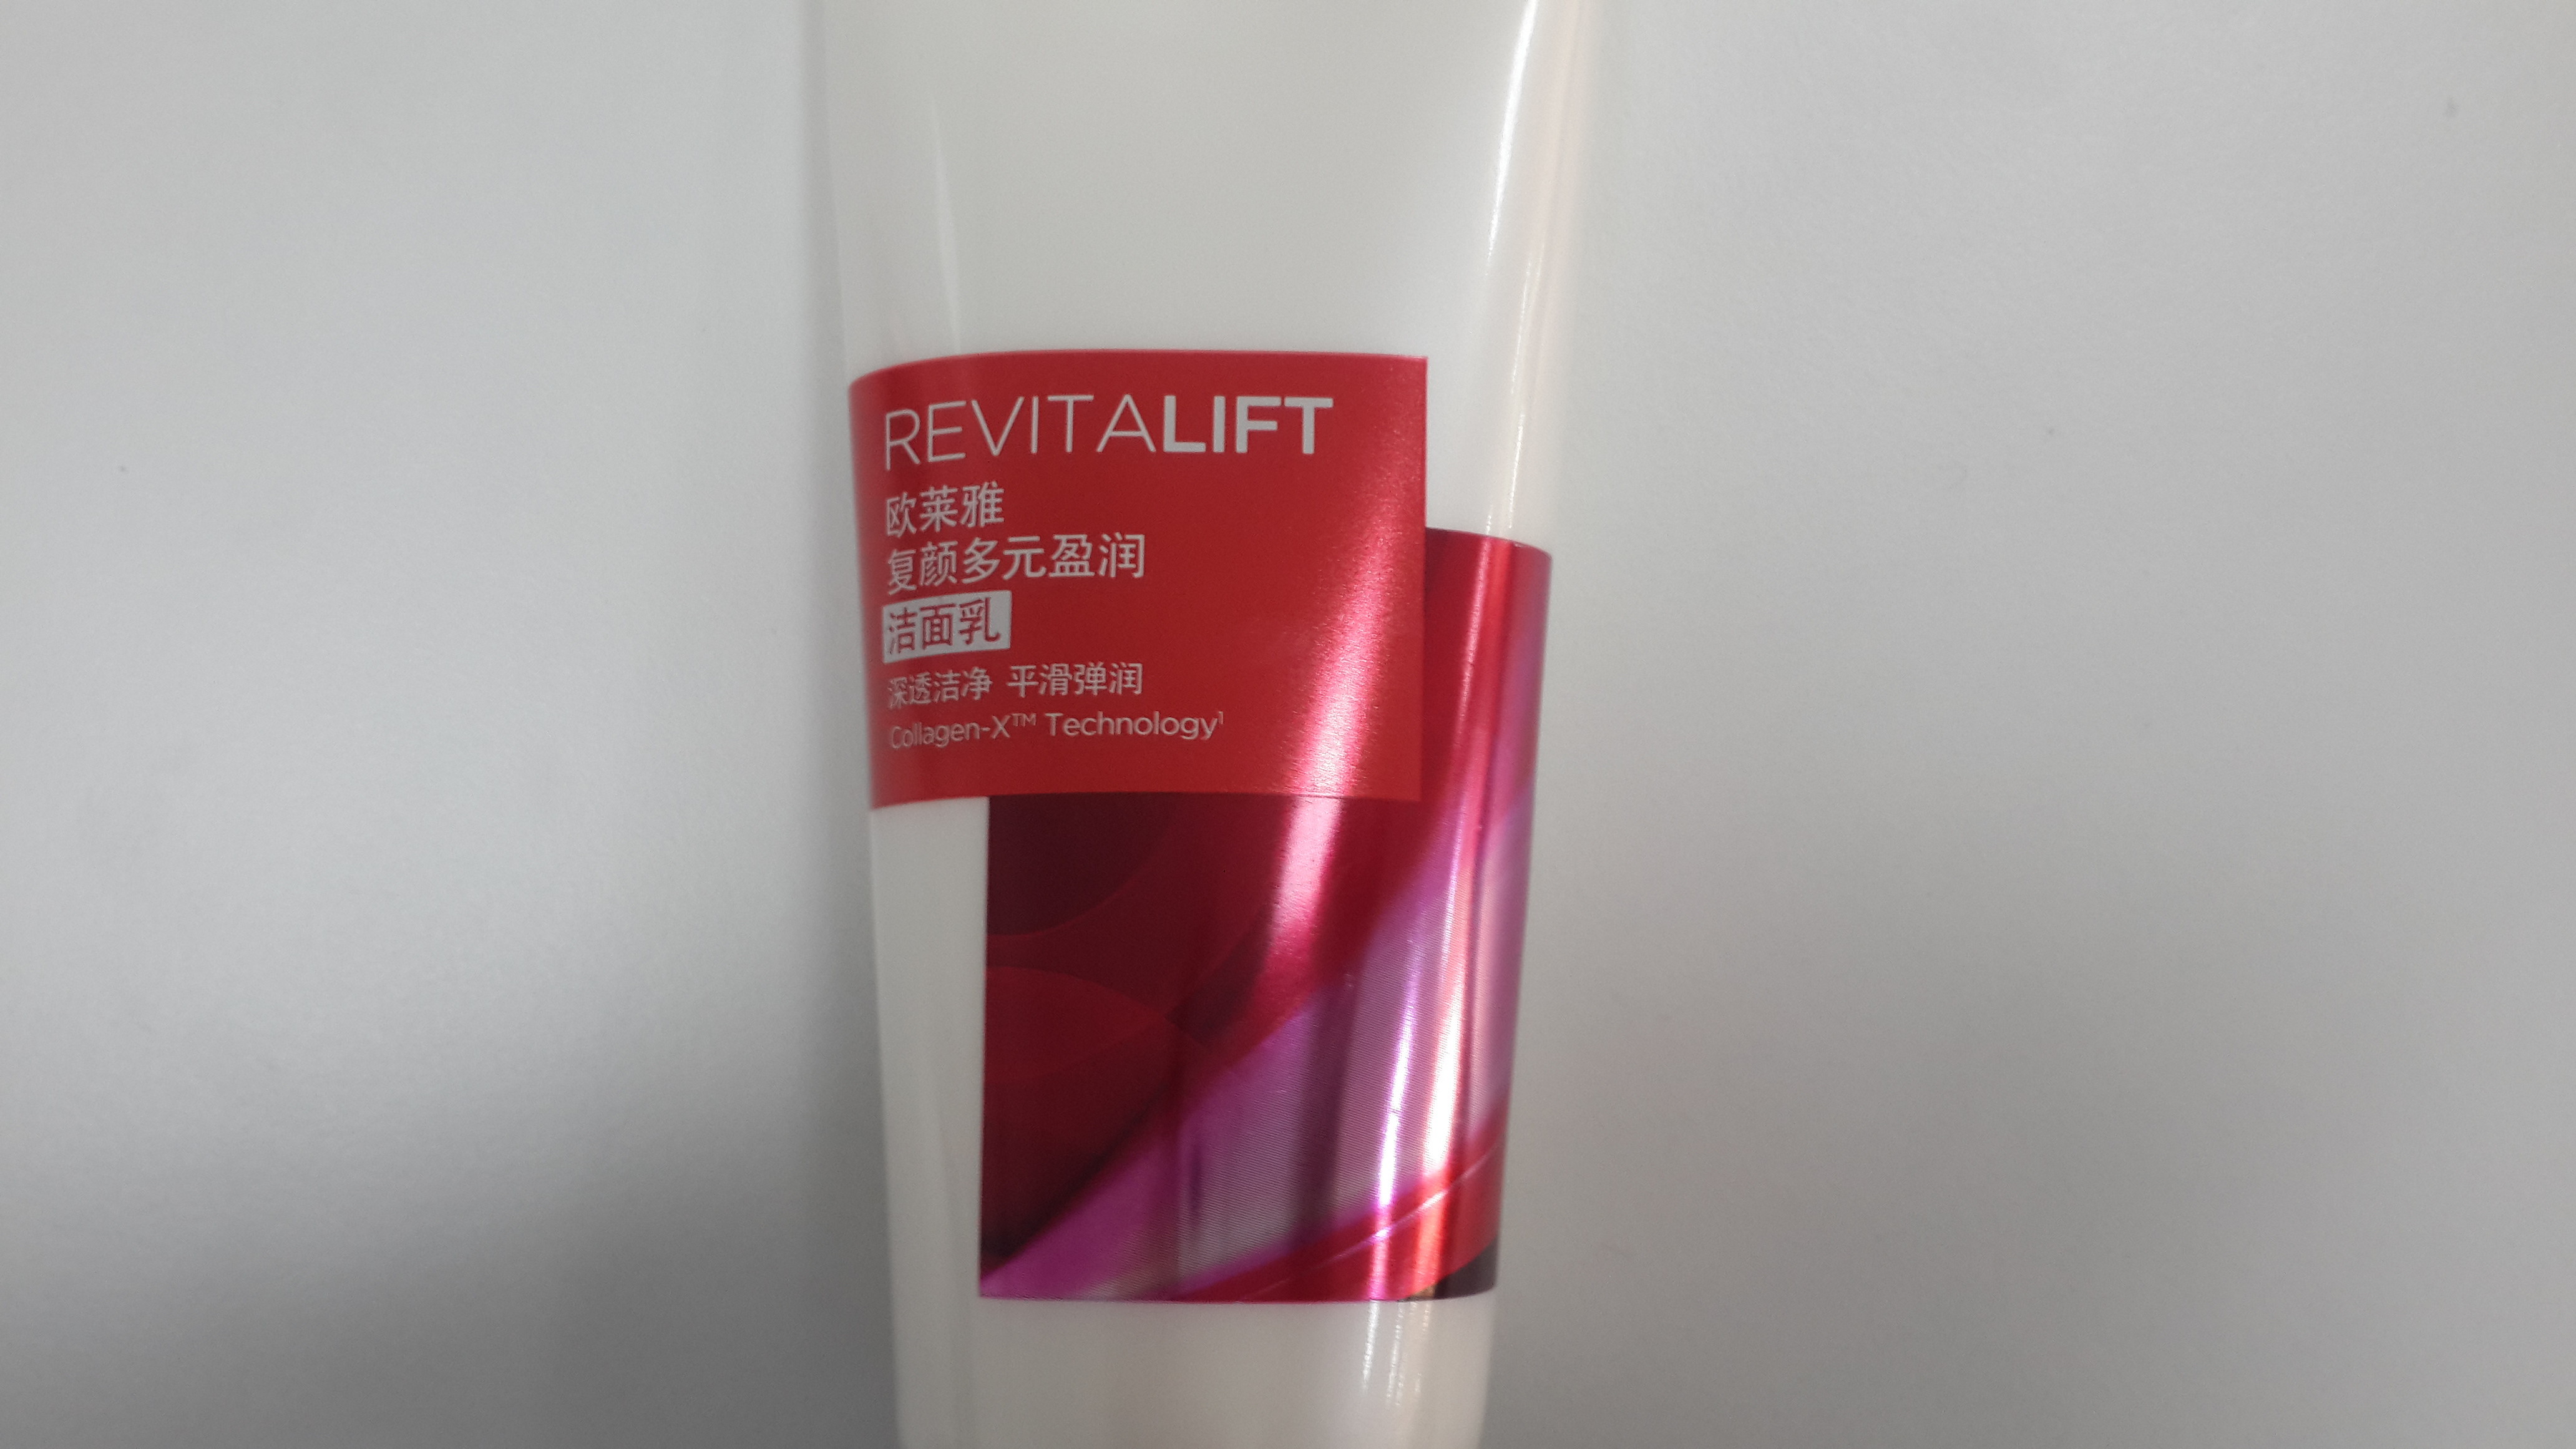 REVITALIFT
欧莱雅
复颜多元盈润
洁面乳
深透洁净 平滑弹润
Collagen-X™ Technology¹